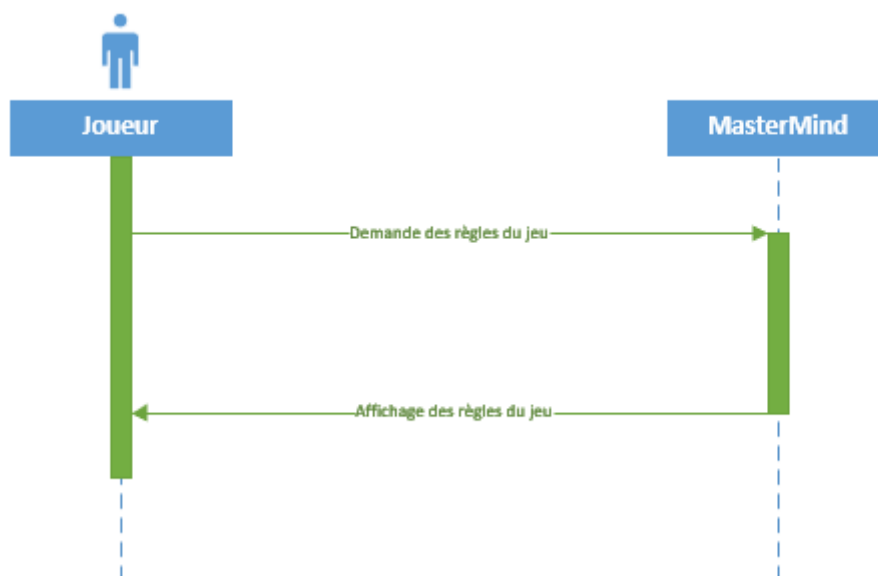 Joueur
MasterMind
Demande des règles du jeu
Affichage des règles du jeu